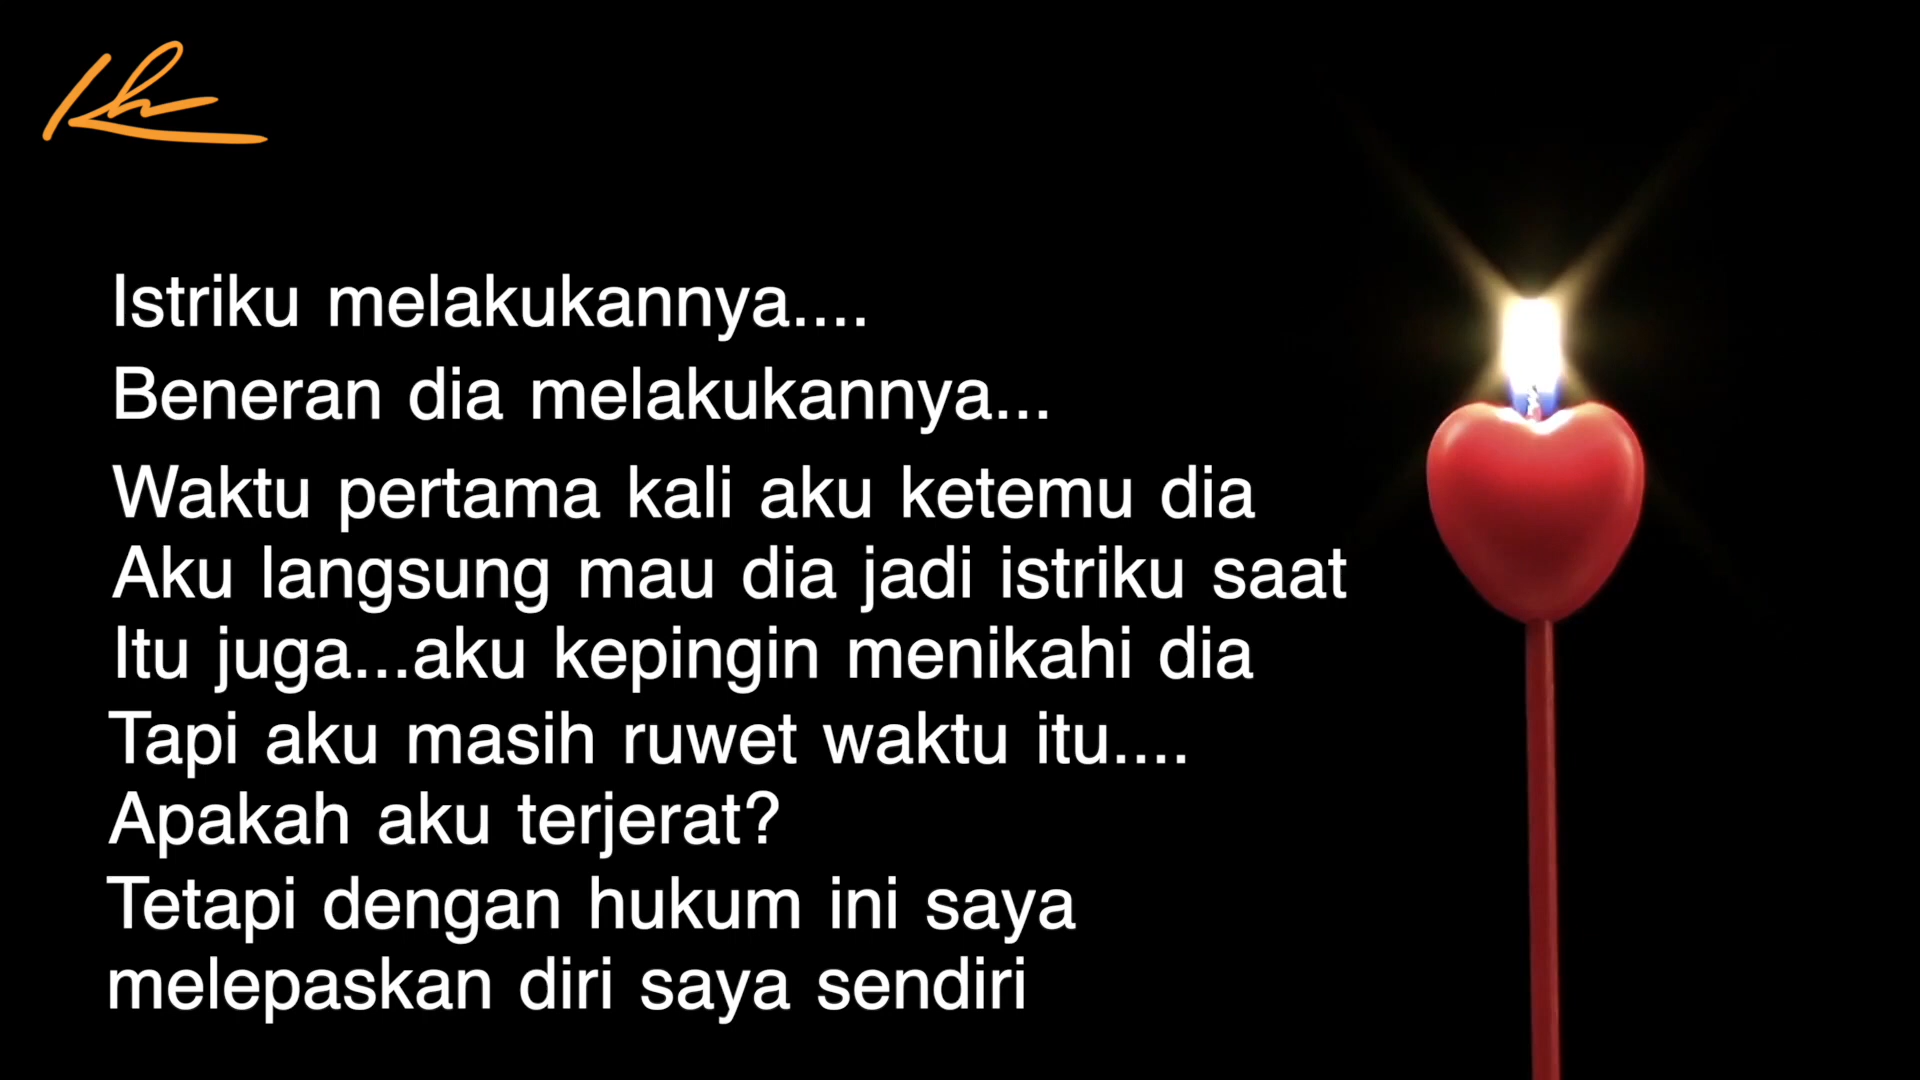 Kh
Istriku melakukannya....
Beneran dia melakukannya...
Waktu pertama kali aku ketemu dia
Aku langsung mau dia jadi istriku saat
Itu juga...aku kepingin menikahi dia
Tapi aku masih ruwet waktu itu....
Apakah aku terjerat?
Tetapi dengan hukum ini saya
melepaskan diri saya sendiri